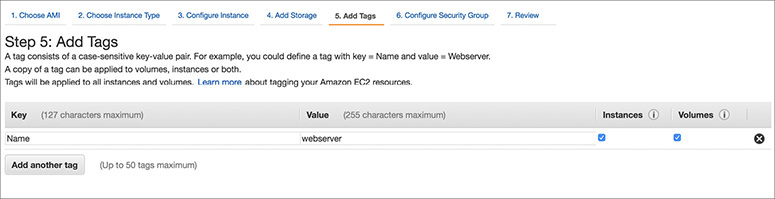 1. Choose AMI 2. Choose Instance Type 3. Configure Instance 4. Add Storage 5. Add Tags 6. Configure Security Group 7. Review
Step 5: Add Tags
A tag consists of a case-sensitive key-value pair. For example, you could define a tag with key = Name and value = Webserver.
A copy of a tag can be applied to volumes, instances or both.
Tags will be applied to all instances and volumes. Learn more about tagging your Amazon EC2 resources.
Key (127 characters maximum) Value (255 characters maximum) Instances i Volumes i
Name webserver
Add another tag (Up to 50 tags maximum)